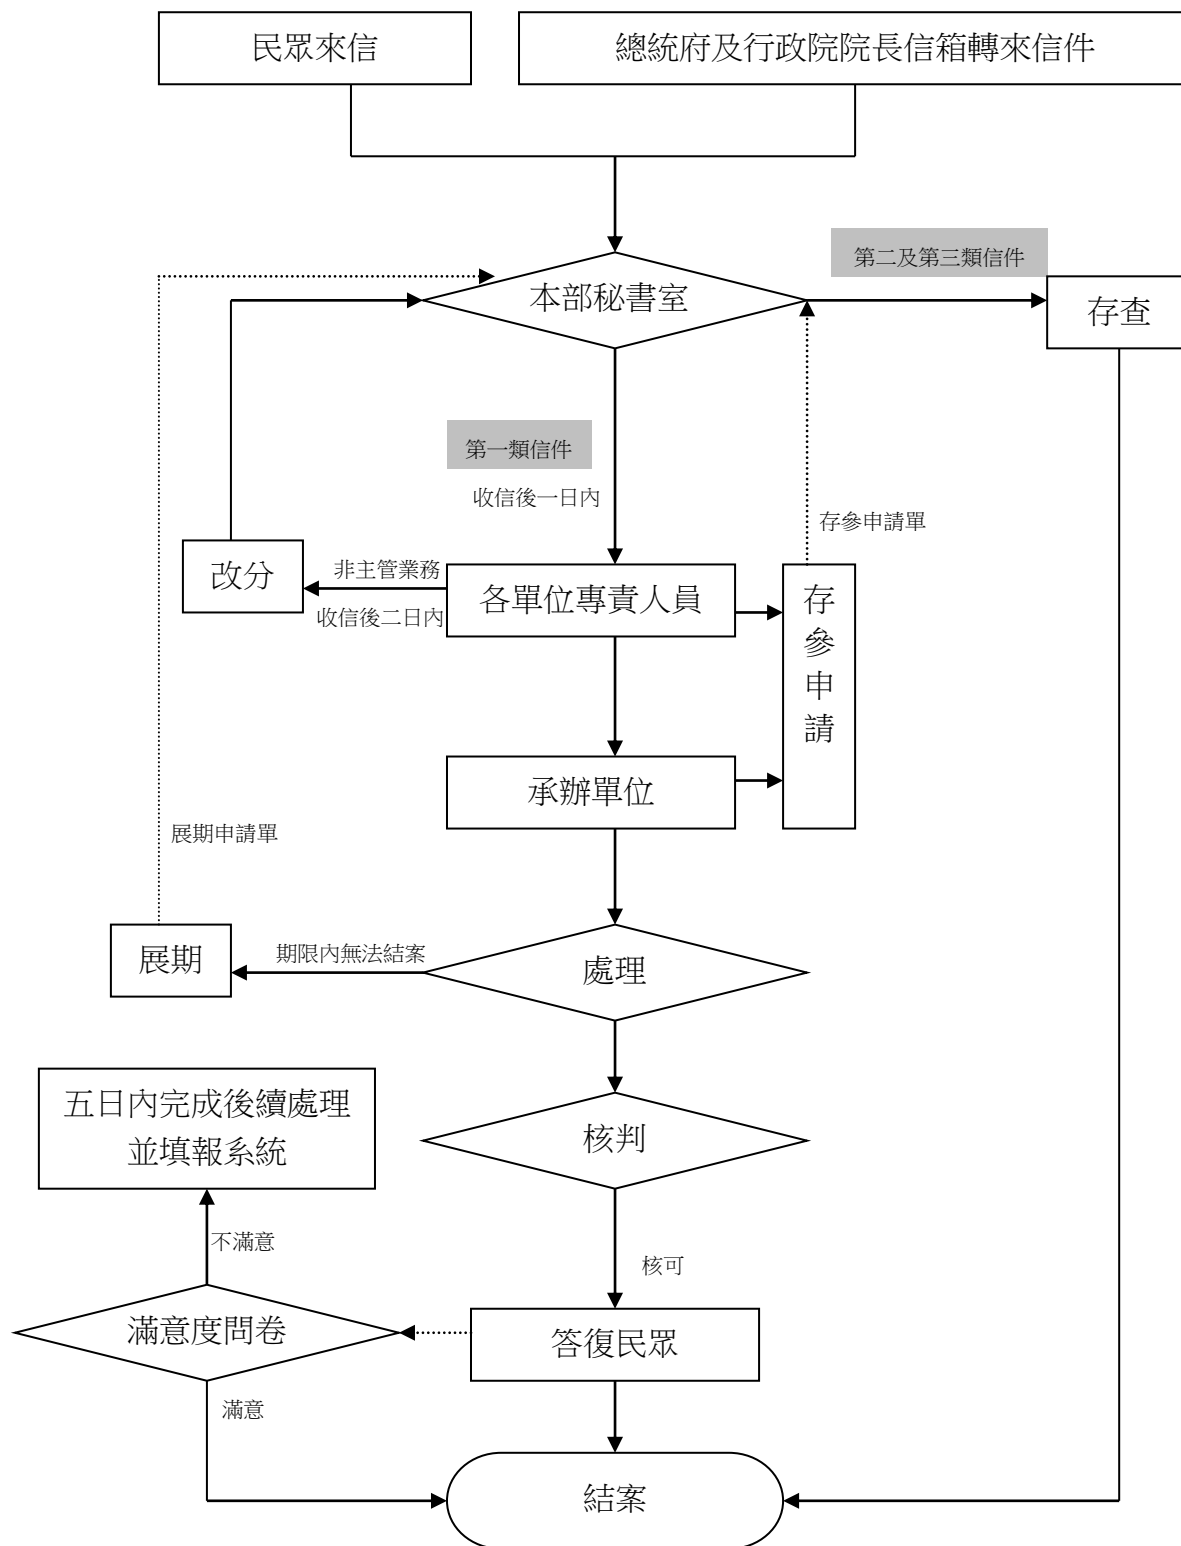 民眾來信
總統府及行政院院長信箱轉來信件
第二及第三類信件
本部秘書室
存查
第一類信件
收信後一日內
存參申請單
改分
非主管業務
收信後二日內
各單位專責人員
存參申請
承辦單位
展期申請單
展期
期限內無法結案
處理
五日內完成後續處理
並填報系統
核判
不滿意
核可
滿意度問卷
答復民眾
滿意
結案